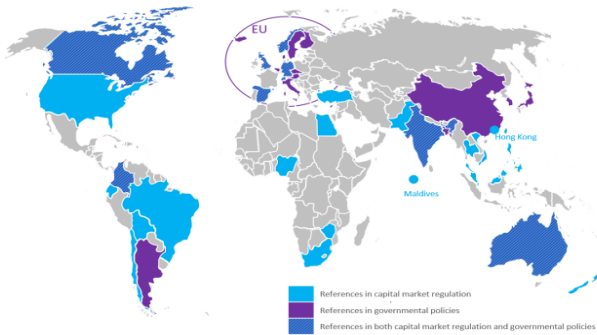 EU
Hong Kong
Maldives
References in capital market regulation
References in governmental policies
References in both capital market regulation and governmental policies